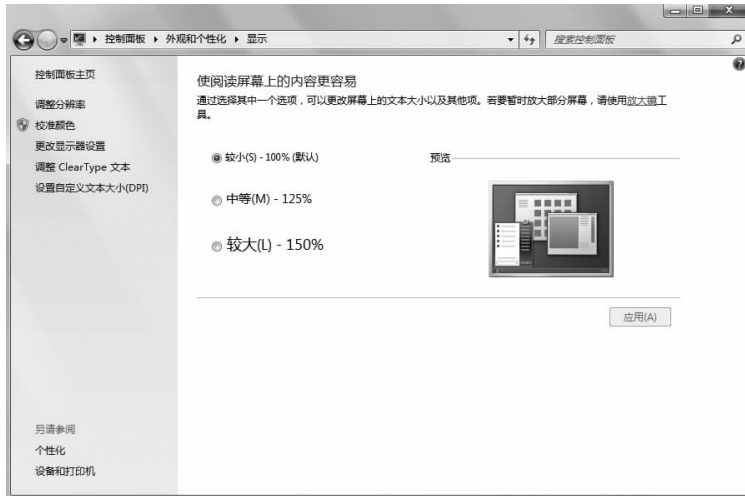 控制面板 ▸ 外观和个性化 ▸ 显示
搜索控制面板
控制面板主页
调整分辨率
校准颜色
更改显示器设置
调整 ClearType 文本
设置自定义文本大小(DPI)
使阅读屏幕上的内容更容易
通过选择其中一个选项，可以更改屏幕上的文本大小以及其他项。若要暂时放大部分屏幕，请使用放大镜工
具。
较小(S) - 100% (默认)
预览
中等(M) - 125%
较大(L) - 150%
应用(A)
另请参阅
个性化
设备和打印机